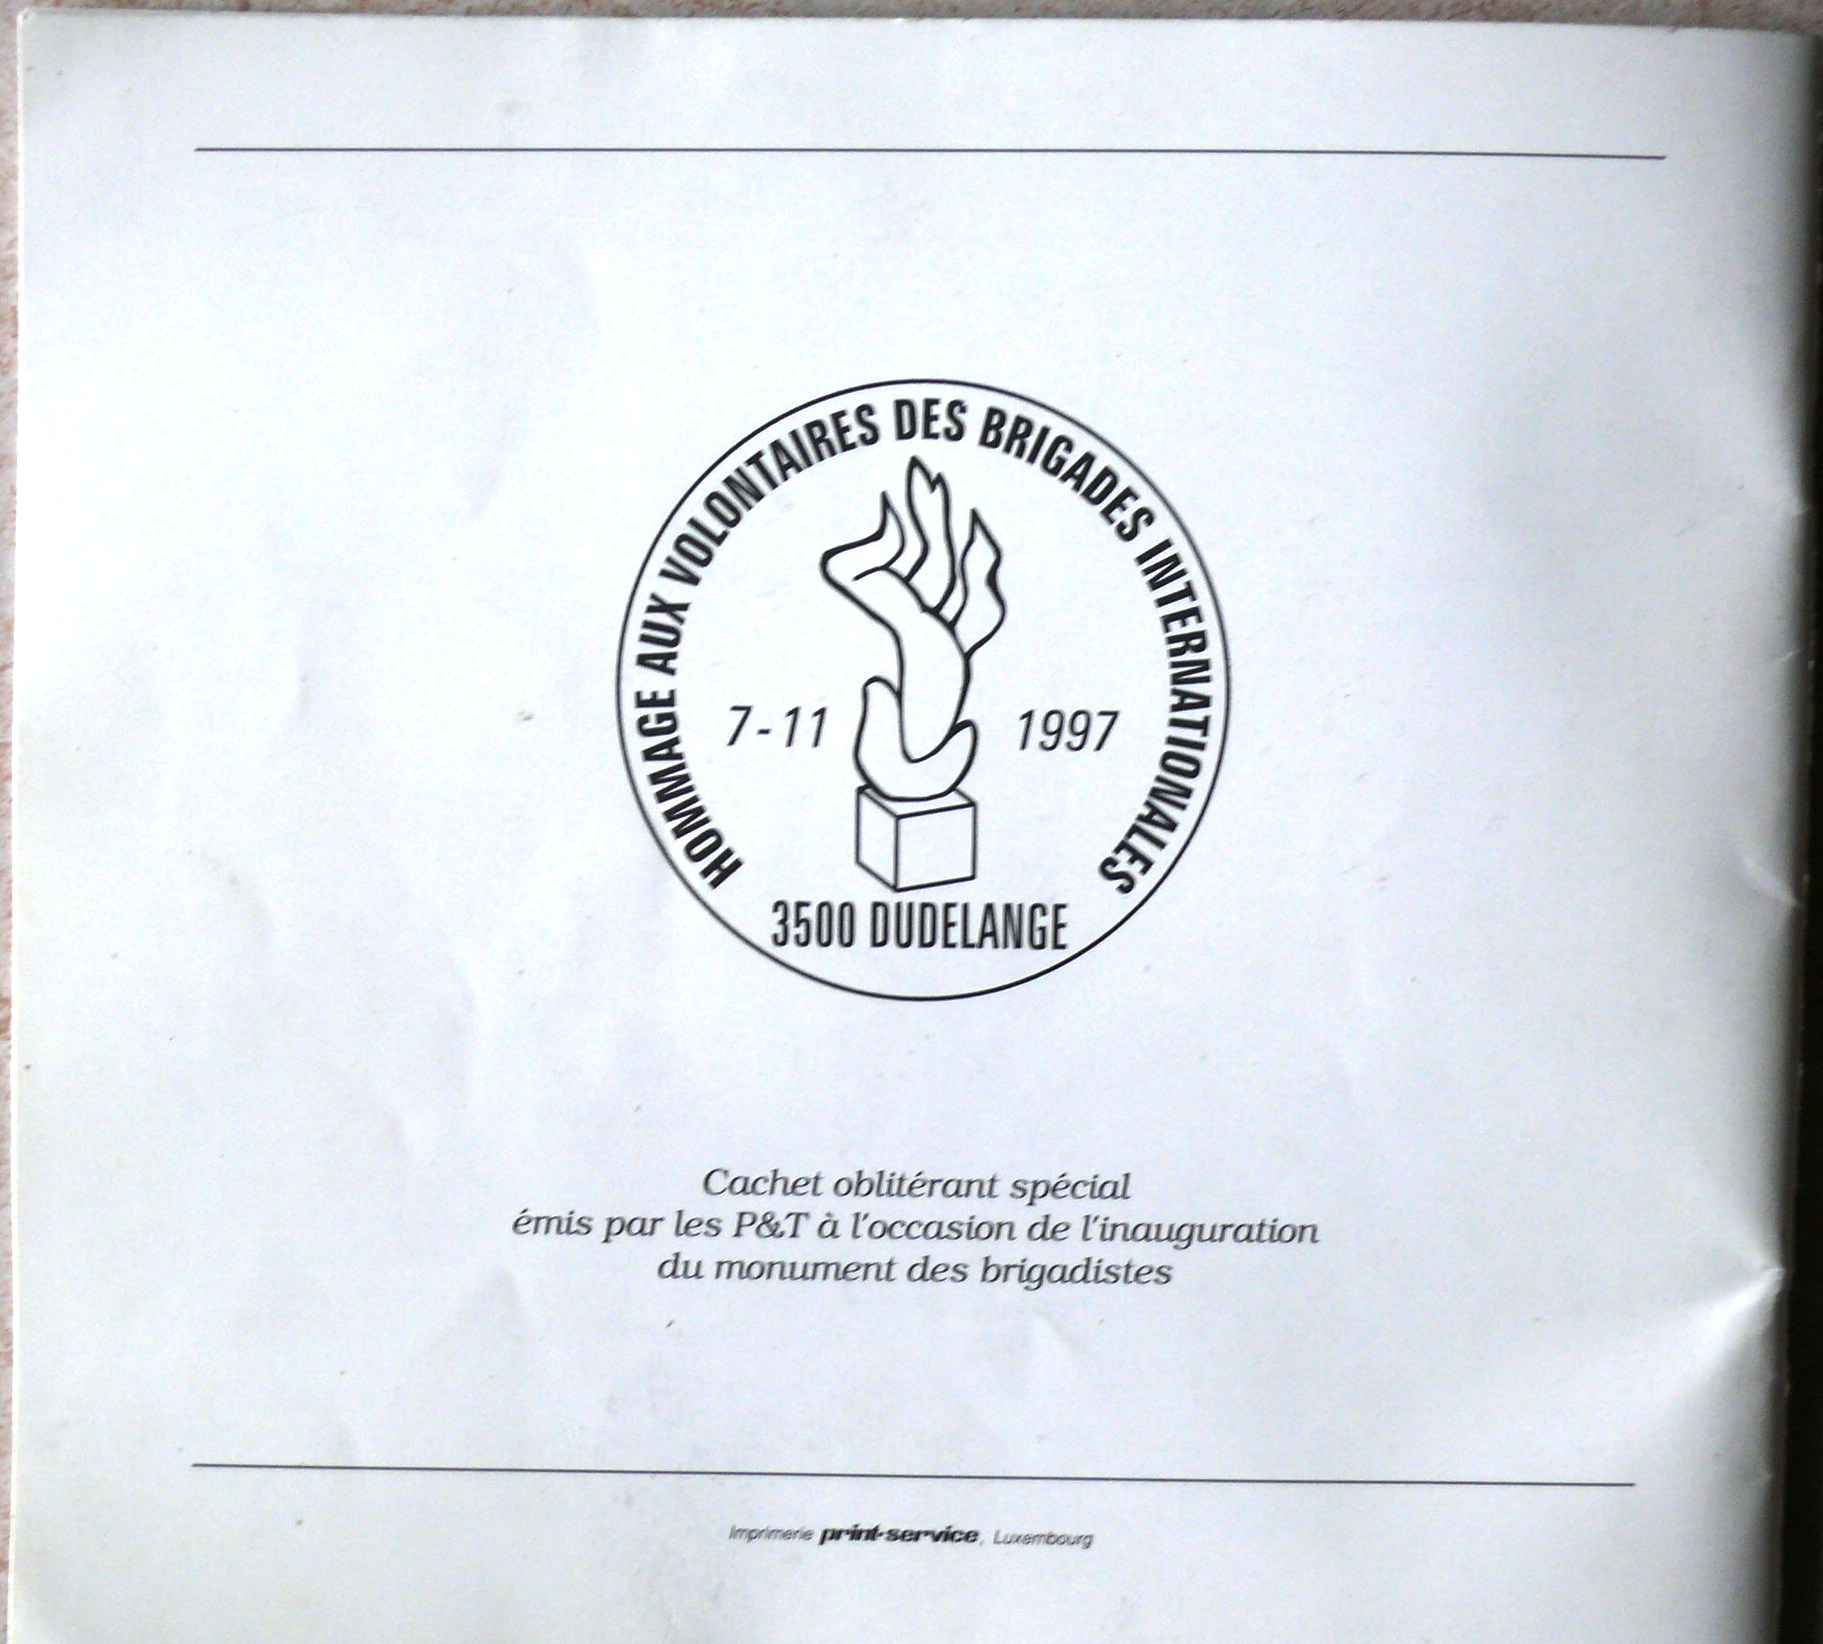 HOMMAGE AUX VOLONTAIRES DES BRIGADES INTERNATIONALES
7-11 1997
3500 DUDELANGE
Cachet oblitérant spécial
émis par les P&T à l'occasion de l'inauguration
du monument des brigadistes
Imprimerie print-service, Luxembourg